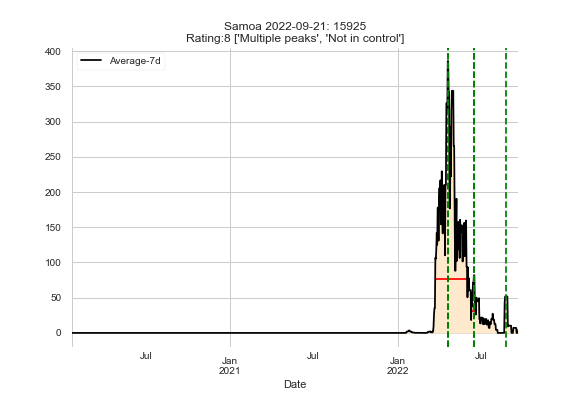 Samoa 2022-09-21: 15925
Rating:8 ['Multiple peaks', 'Not in control']
Average-7d
400
350
300
250
200
150
100
50
0
Jul
Jan
2021
Jul
Jan
2022
Jul
Date